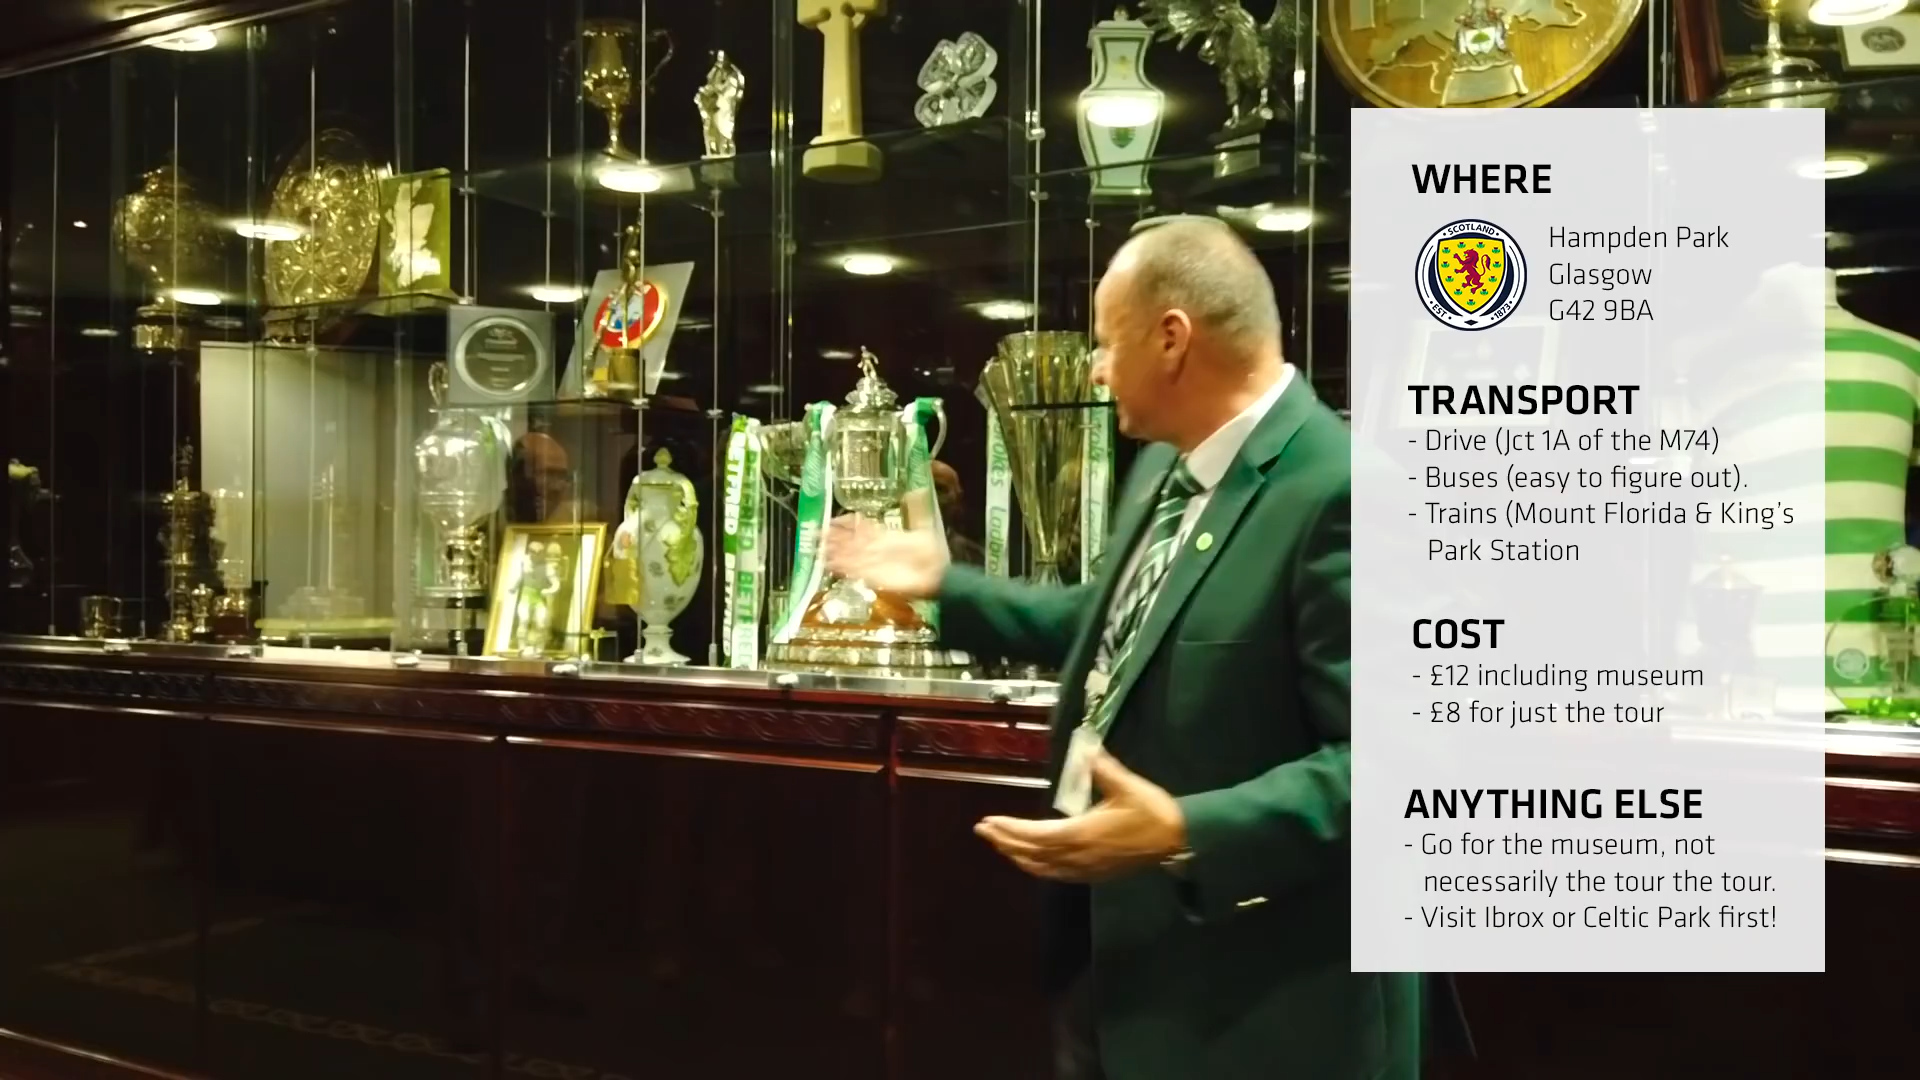 WHERE
SCOTLAND
EST.
1873
Hampden Park
Glasgow
G42 9BA
TRANSPORT
- Drive (Jct 1A of the M74)
- Buses (easy to figure out).
- Trains (Mount Florida & King's
Park Station
COST
- £12 including museum
- £8 for just the tour
ANYTHING ELSE
- Go for the museum, not
necessarily the tour the tour.
- Visit Ibrox or Celtic Park first!
BETFRED
BETFRED